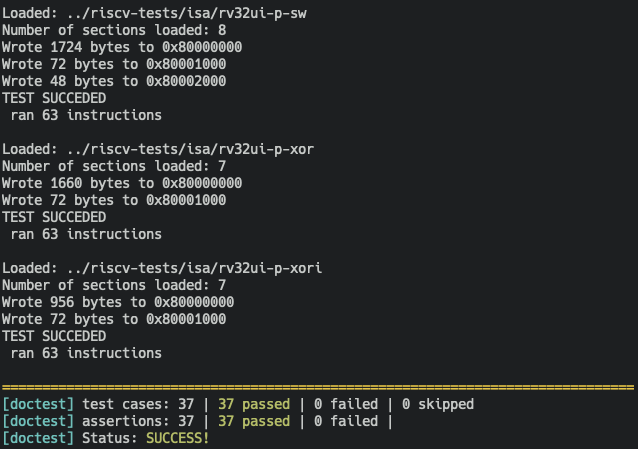 Loaded: ../riscv-tests/isa/rv32ui-p-sw
Number of sections loaded: 8
Wrote 1724 bytes to 0x80000000
Wrote 72 bytes to 0x80001000
Wrote 48 bytes to 0x80002000
TEST SUCCEDED
 ran 63 instructions

Loaded: ../riscv-tests/isa/rv32ui-p-xor
Number of sections loaded: 7
Wrote 1660 bytes to 0x80000000
Wrote 72 bytes to 0x80001000
TEST SUCCEDED
 ran 63 instructions

Loaded: ../riscv-tests/isa/rv32ui-p-xori
Number of sections loaded: 7
Wrote 956 bytes to 0x80000000
Wrote 72 bytes to 0x80001000
TEST SUCCEDED
 ran 63 instructions

===============================================================================
[doctest] test cases: 37 | 37 passed | 0 failed | 0 skipped
[doctest] assertions: 37 | 37 passed | 0 failed |
[doctest] Status: SUCCESS!